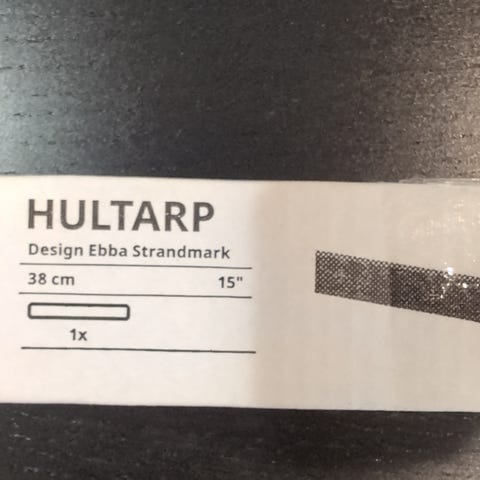 HULTARP
Design Ebba Strandmark
38 cm 15"
1x